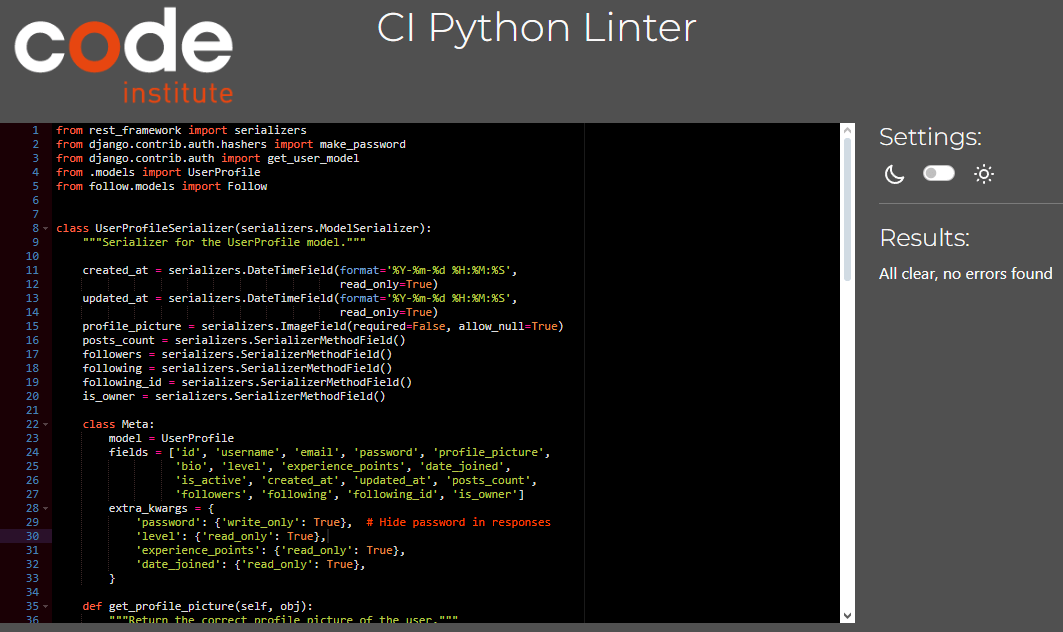 code
institute
CI Python Linter
1 from rest_framework import serializers
2 from django.contrib.auth.hashers import make_password
3 from django.contrib.auth import get_user_model
4 from .models import UserProfile
5 from follow.models import Follow
6
7
8 class UserProfileSerializer(serializers.ModelSerializer):
9     """Serializer for the UserProfile model."""
10
11     created_at = serializers.DateTimeField(format='%Y-%m-%d %H:%M:%S',
12                                            read_only=True)
13     updated_at = serializers.DateTimeField(format='%Y-%m-%d %H:%M:%S',
14                                            read_only=True)
15     profile_picture = serializers.ImageField(required=False, allow_null=True)
16     posts_count = serializers.SerializerMethodField()
17     followers = serializers.SerializerMethodField()
18     following = serializers.SerializerMethodField()
19     following_id = serializers.SerializerMethodField()
20     is_owner = serializers.SerializerMethodField()
21
22     class Meta:
23         model = UserProfile
24         fields = ['id', 'username', 'email', 'password', 'profile_picture',
25                   'bio', 'level', 'experience_points', 'date_joined',
26                   'is_active', 'created_at', 'updated_at', 'posts_count',
27                   'followers', 'following', 'following_id', 'is_owner']
28         extra_kwargs = {
29             'password': {'write_only': True},  # Hide password in responses
30             'level': {'read_only': True},
31             'experience_points': {'read_only': True},
32             'date_joined': {'read_only': True},
33         }
34
35     def get_profile_picture(self, obj):
36         """Return the correct profile picture of the user."""
Settings:
Results:
All clear, no errors found